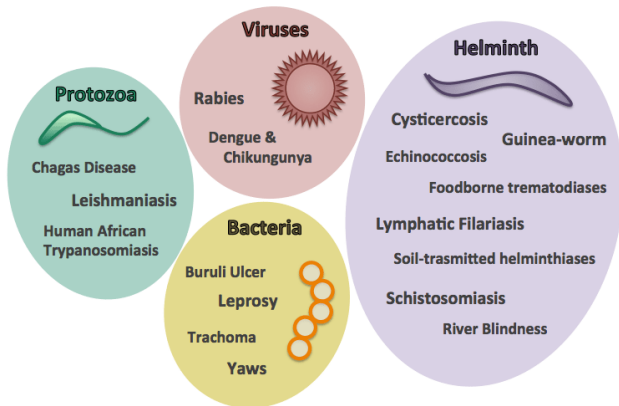 Viruses
Rabies
Dengue &
Chikungunya
Protozoa
Chagas Disease
Leishmaniasis
Human African
Trypanosomiasis
Bacteria
Buruli Ulcer
Leprosy
Trachoma
Yaws
Helminth
Cysticercosis
Guinea-worm
Echinococcosis
Foodborne trematodiases
Lymphatic Filariasis
Soil-trasmitted helminthiases
Schistosomiasis
River Blindness